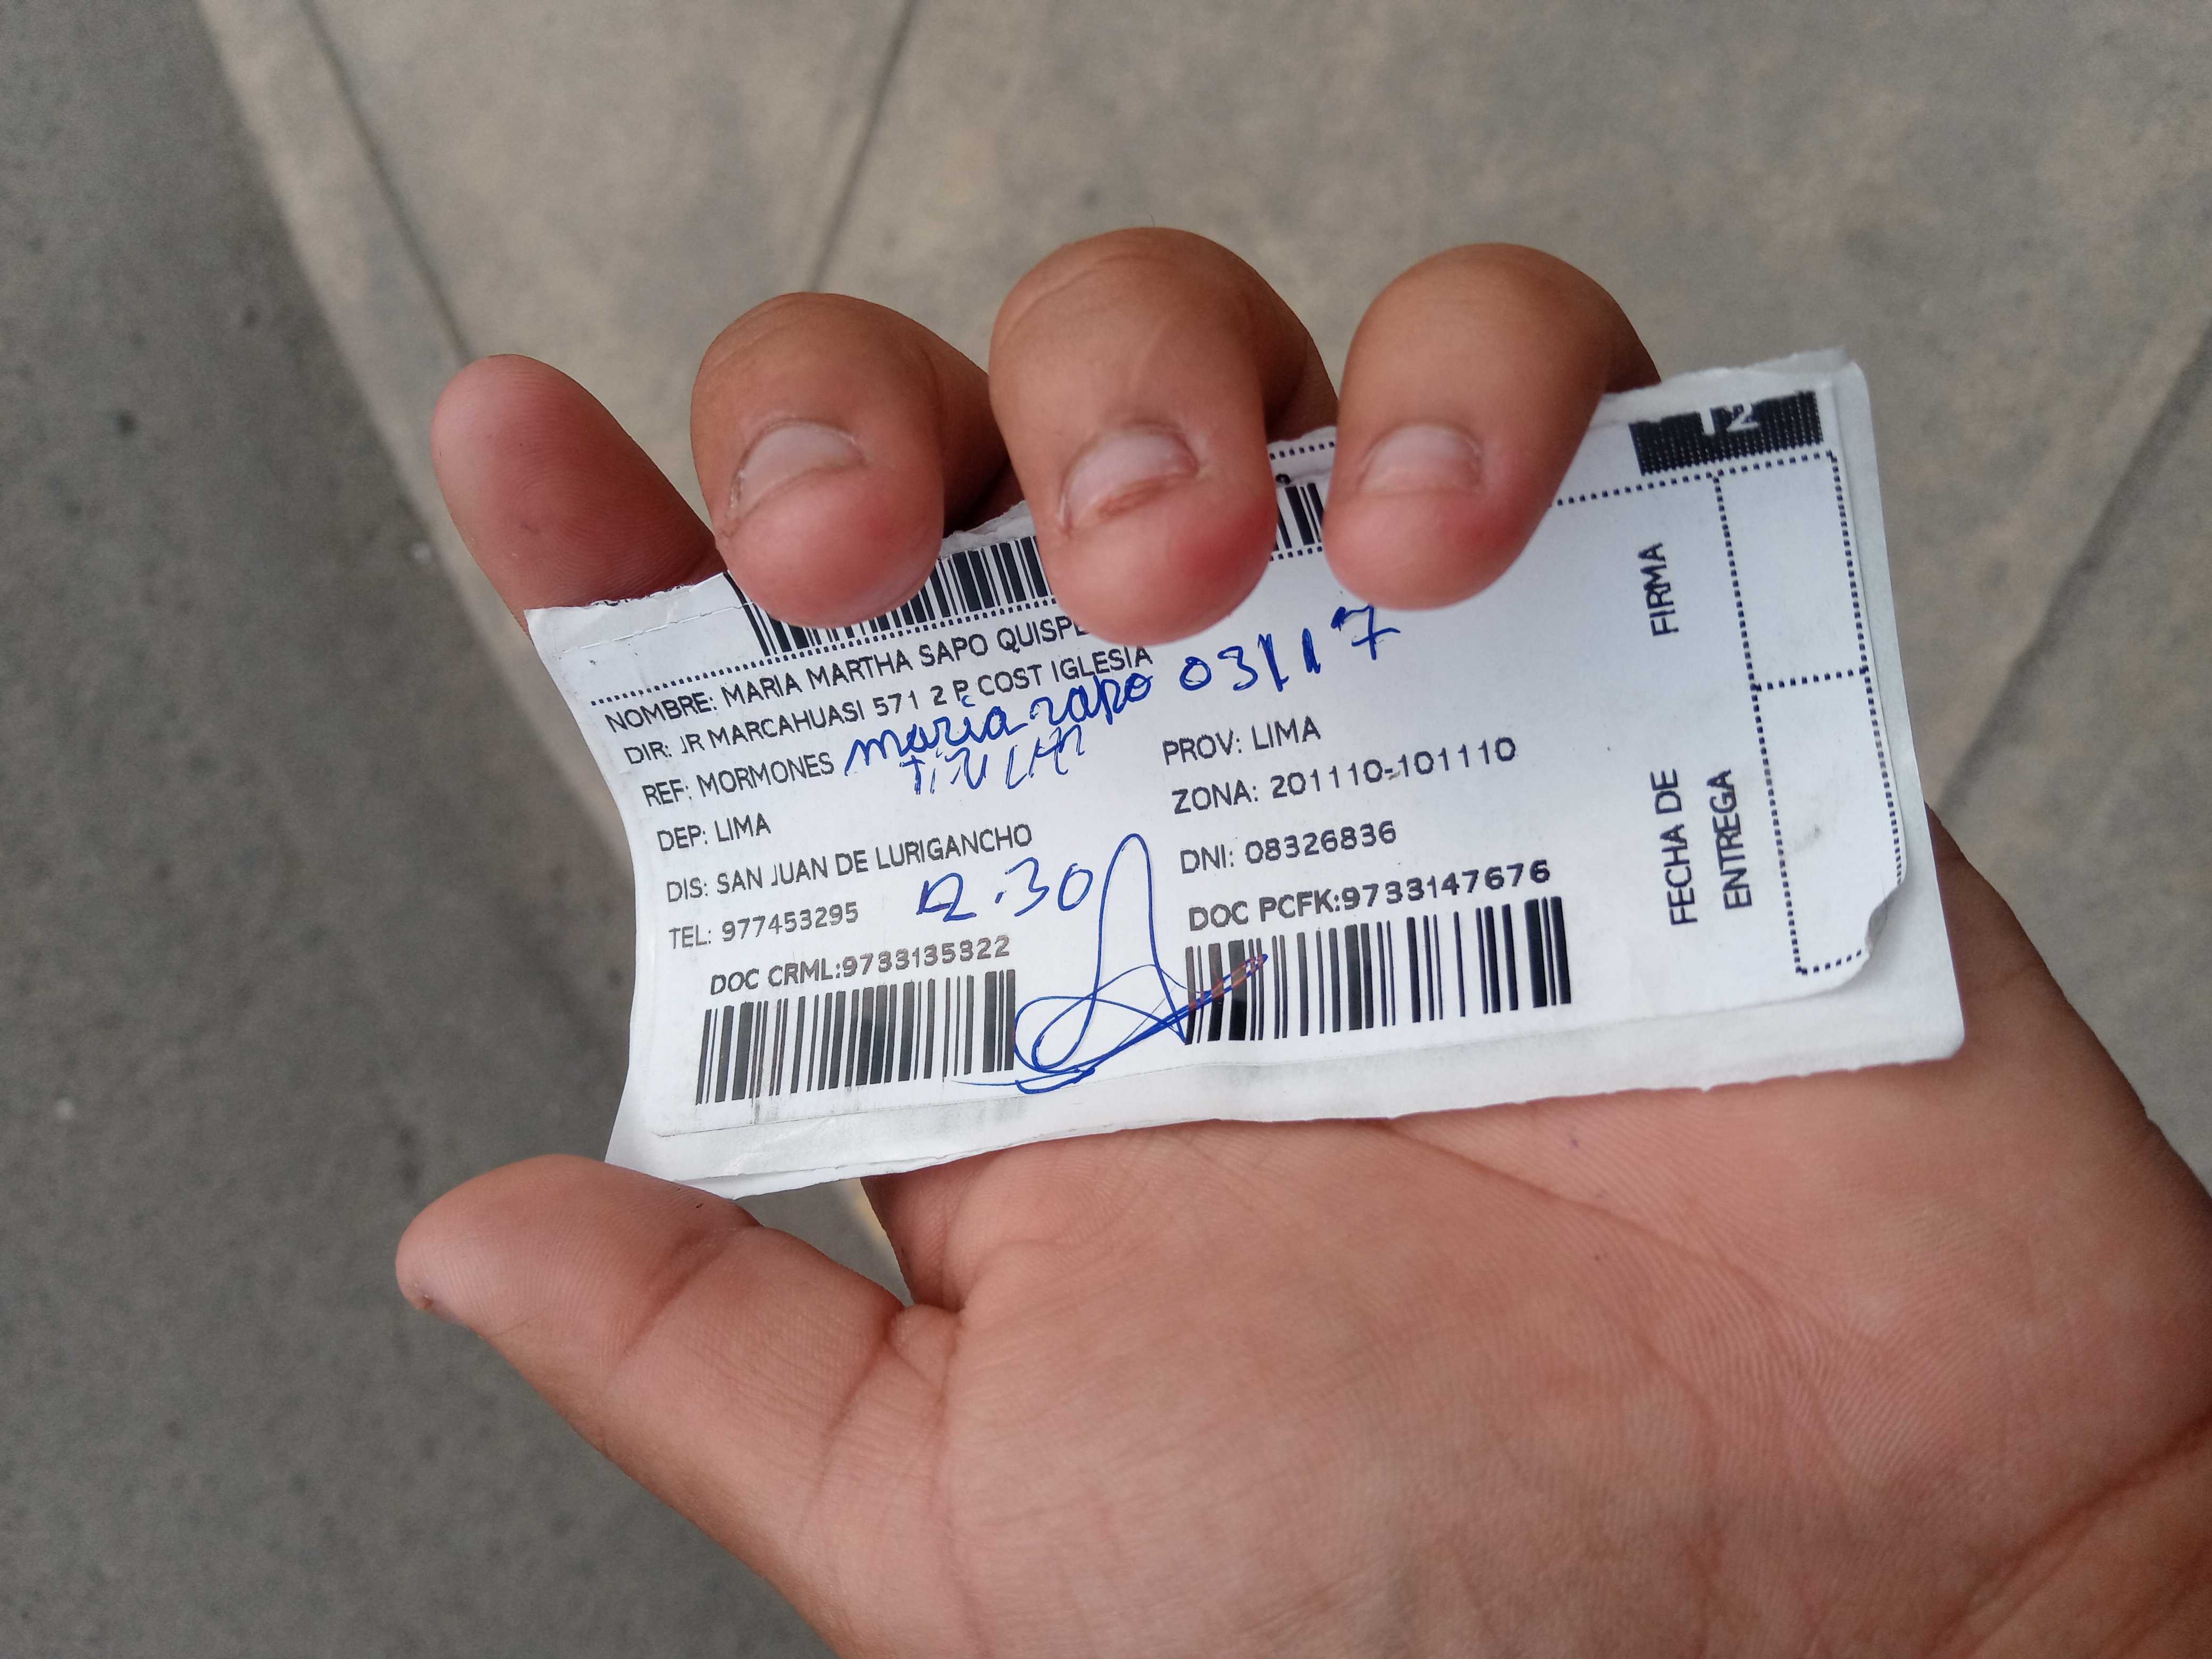 12
NOMBRE: MARIA MARTHA SAPO QUISPE
DIR: JR MARCAHUASI 571 2 P COST IGLESIA
REF: MORMONES
maria zapo 03/17
DEP: LIMA
PROV: LIMA
ZONA: 201110-101110
DIS: SAN JUAN DE LURIGANCHO
DNI: 08326836
TEL: 977453295
12.30
DOC CRML:9733135322
DOC PCFK:9733147676
FIRMA
FECHA DE
ENTREGA